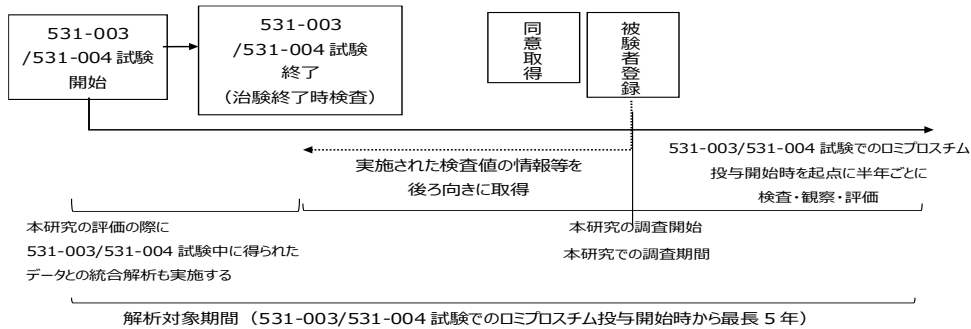 531-003
/531-004 試験
開始
531-003
/531-004 試験
終了
（治験終了時検査）
同意取得
被験者登録
実施された検査値の情報等を
後ろ向きに取得
531-003/531-004 試験でのロミプロスチム
投与開始時を起点に半年ごとに
検査・観察・評価
本研究の評価の際に
531-003/531-004 試験中に得られた
データとの統合解析も実施する
本研究の調査開始
本研究での調査期間
解析対象期間（531-003/531-004 試験でのロミプロスチム投与開始時から最長 5 年）